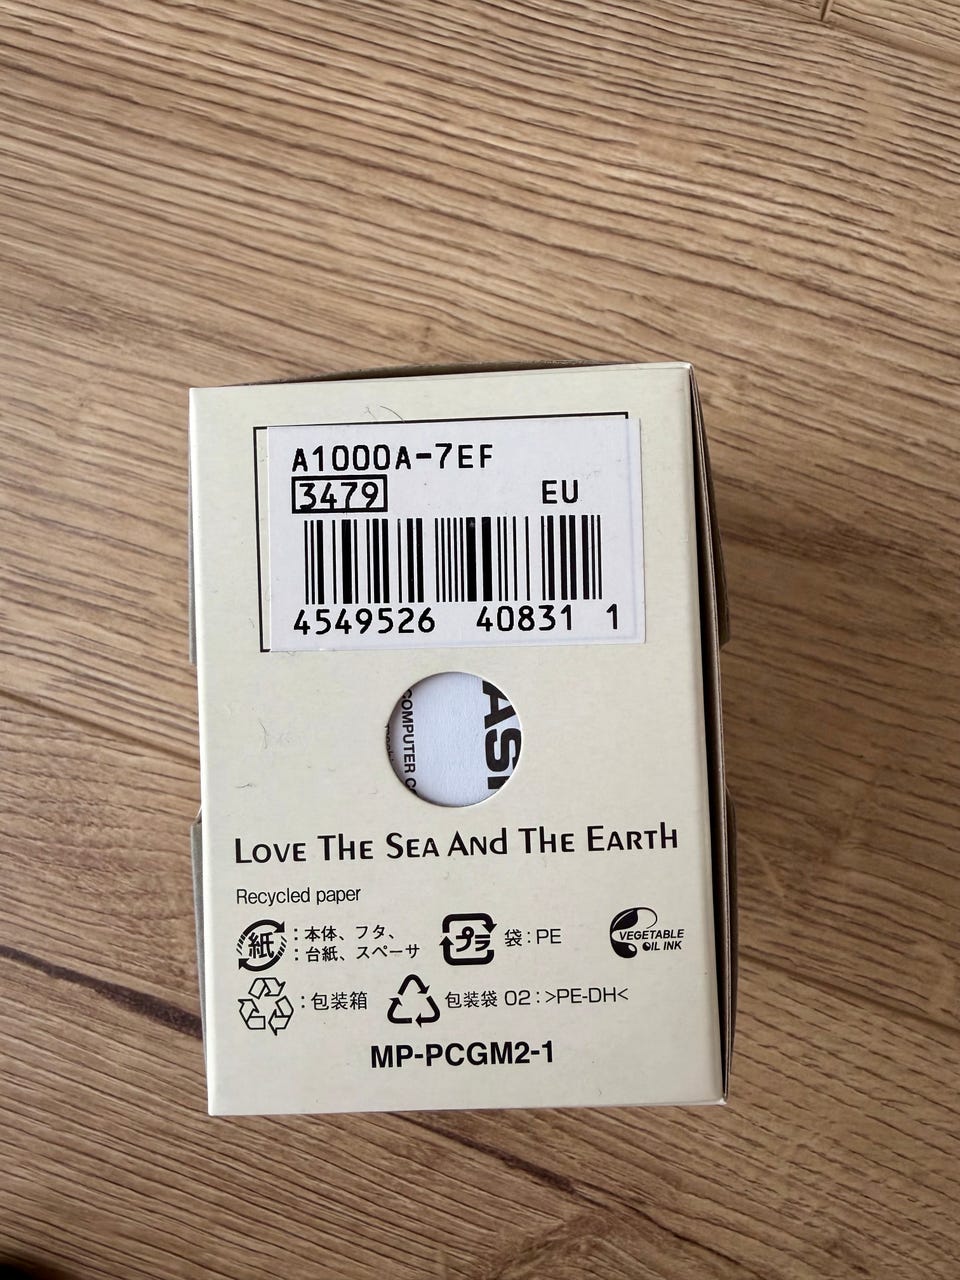 A1000A-7EF
3479
EU
4549526 40831 1
COMPUTER C
AS
LOVE THE SEA AND THE EARTH
Recycled paper
紙：本体、フタ、
：台紙、スペーサ
プラ 袋：PE
VEGETABLE
OIL INK
：包装箱
包装袋 02：>PE-DH<
MP-PCGM2-1